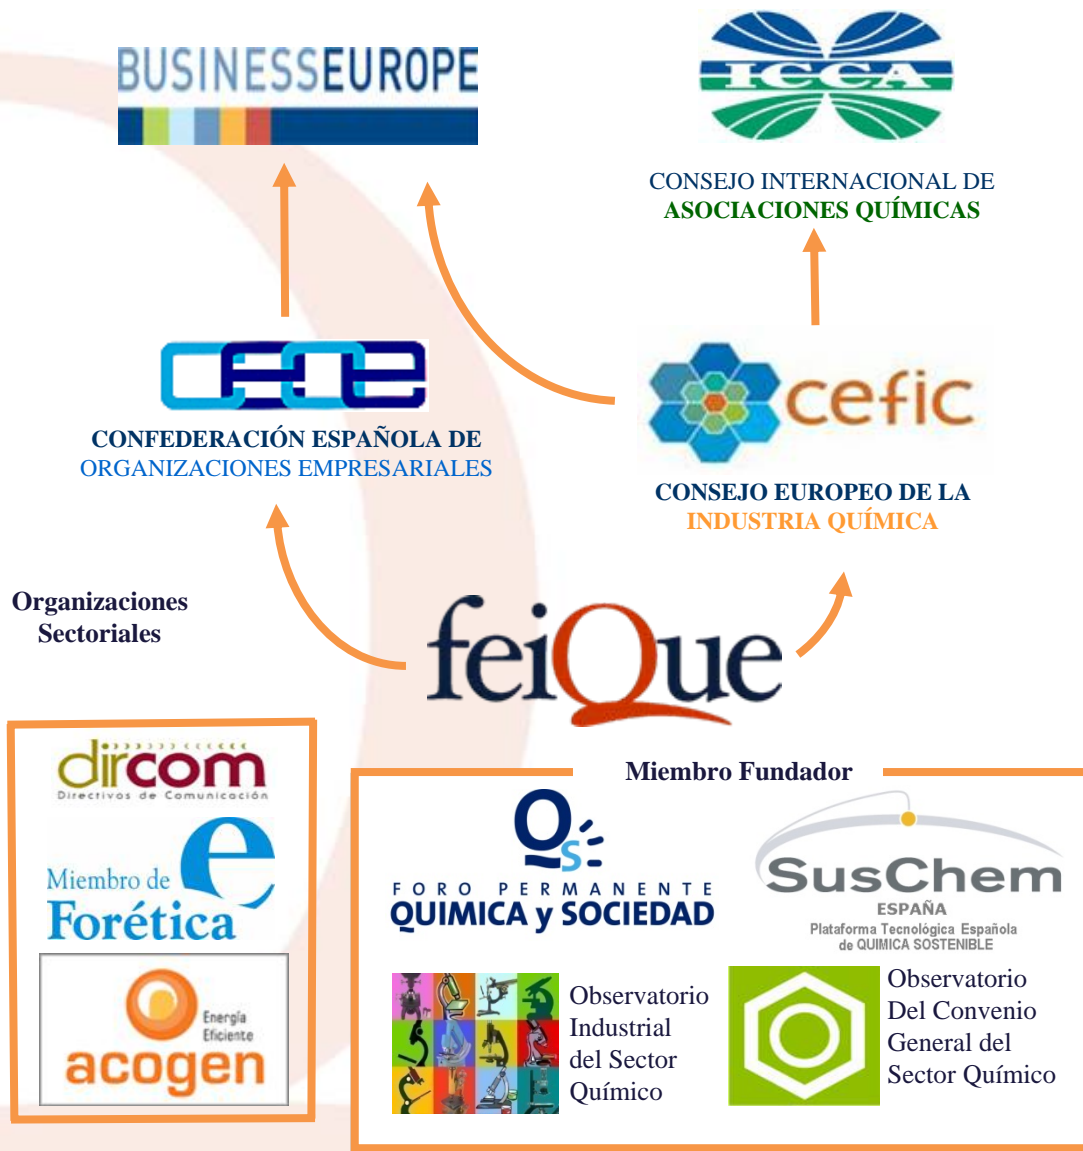 BUSINESSEUROPE
ICCA
CONSEJO INTERNACIONAL DE
ASOCIACIONES QUÍMICAS
ceoe
CONFEDERACIÓN ESPAÑOLA DE
ORGANIZACIONES EMPRESARIALES
cefic
CONSEJO EUROPEO DE LA
INDUSTRIA QUÍMICA
Organizaciones
Sectoriales
feiQue
dircom
Directivos de Comunicación
e
Miembro de
Forética
Energía
Eficiente
acogen
Miembro Fundador
QS
FORO PERMANENTE
QUIMICA y SOCIEDAD
SusChem
ESPAÑA
Plataforma Tecnológica Española
de QUIMICA SOSTENIBLE
Observatorio
Industrial
del Sector
Químico
Observatorio
Del Convenio
General del
Sector Químico